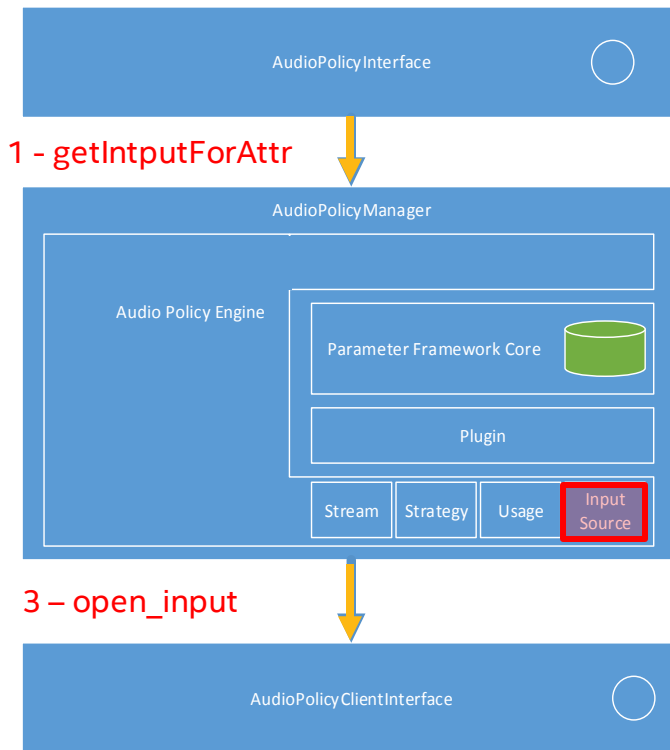 AudioPolicyInterface
1 - getIntputForAttr
AudioPolicyManager
Audio Policy Engine
Parameter Framework Core
Plugin
Stream
Strategy
Usage
Input
Source
3 – open_input
AudioPolicyClientInterface